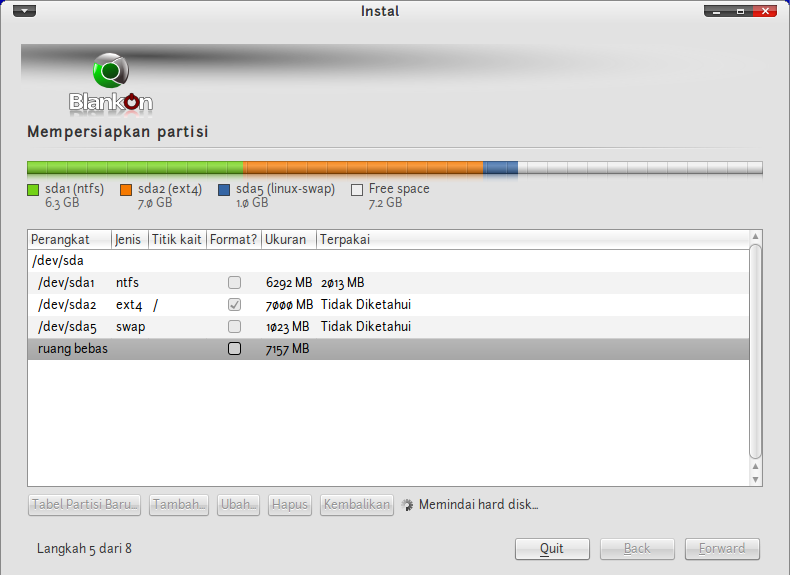 Instal
BlankOn
Mempersiapkan partisi
sda1 (ntfs) sda2 (ext4) sda5 (linux-swap) Free space
6.3 GB 7.0 GB 1.0 GB 7.2 GB
Perangkat Jenis Titik kait Format? Ukuran Terpakai
/dev/sda
/dev/sda1 ntfs 6292 MB 2013 MB
/dev/sda2 ext4 / 7000 MB Tidak Diketahui
/dev/sda5 swap 1023 MB Tidak Diketahui
ruang bebas 7157 MB
Tabel Partisi Baru... Tambah... Ubah... Hapus Kembalikan Memindai hard disk...
Langkah 5 dari 8 Quit Back Forward